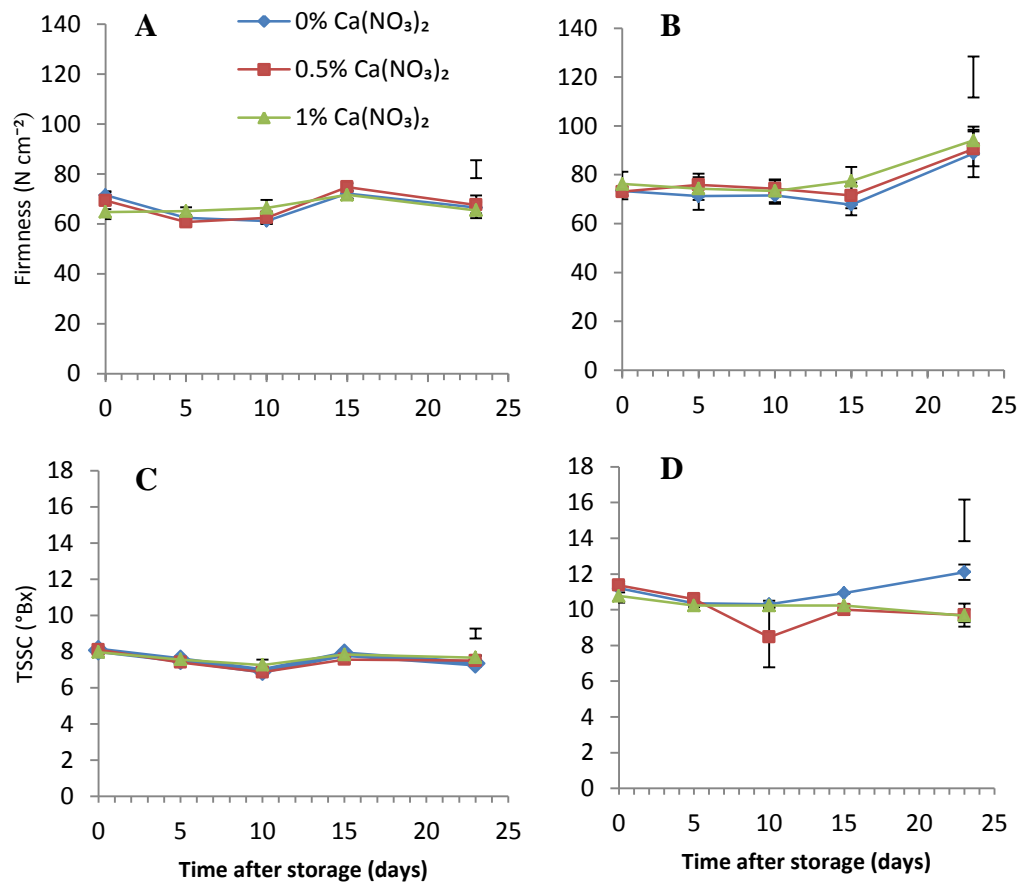 A
0% Ca(NO₃)₂
0.5% Ca(NO₃)₂
1% Ca(NO₃)₂
Firmness (N cm⁻²)
140
120
100
80
60
40
20
0
0 5 10 15 20 25
B
140
120
100
80
60
40
20
0
0 5 10 15 20 25
C
TSSC (°Bx)
18
16
14
12
10
8
6
4
2
0
0 5 10 15 20 25
Time after storage (days)
D
18
16
14
12
10
8
6
4
2
0
0 5 10 15 20 25
Time after storage (days)